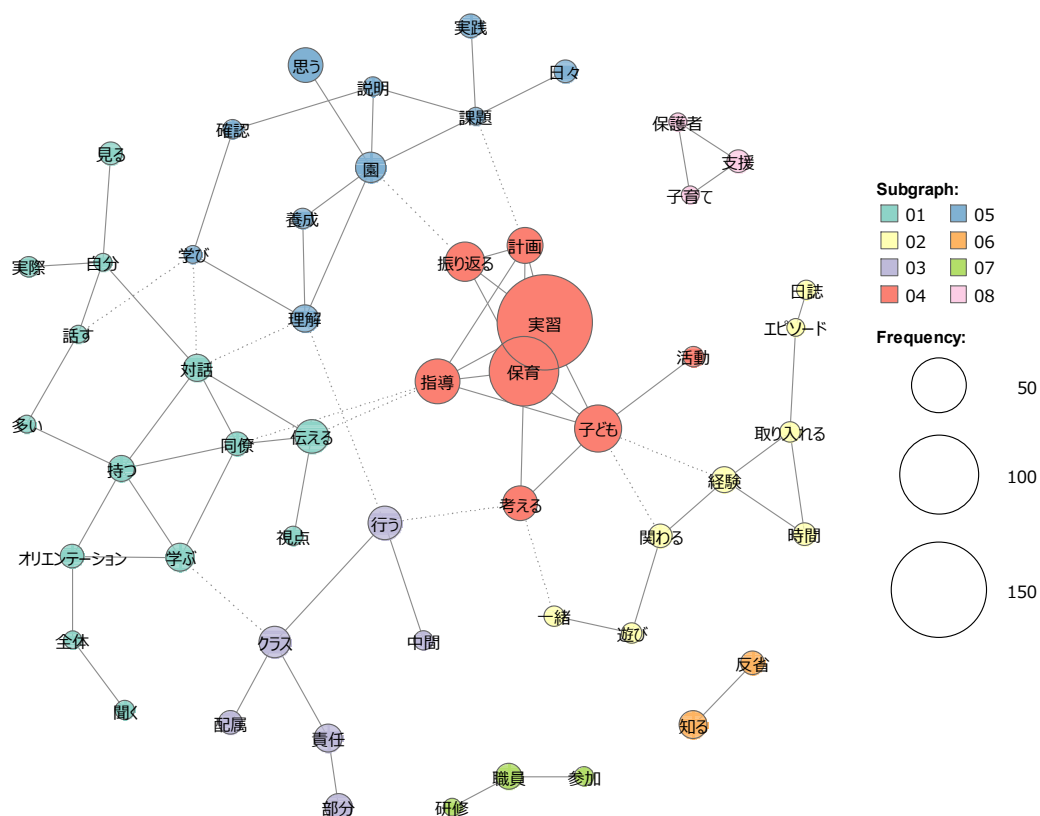 実践
思う
日々
説明
課題
確認
保護者
見る
支援
園
子育て
養成
計画
学び
振り返る
実際
自分
日誌
理解
実習
エピソード
話す
活動
対話
保育
指導
多い
伝える
子ども
取り入れる
同僚
持つ
経験
考える
行う
視点
関わる
時間
オリエンテーション
学ぶ
一緒
遊び
全体
クラス
中間
反省
聞く
配属
知る
責任
職員
参加
部分
研修
Subgraph:
01
05
02
06
03
07
04
08
Frequency:
50
100
150